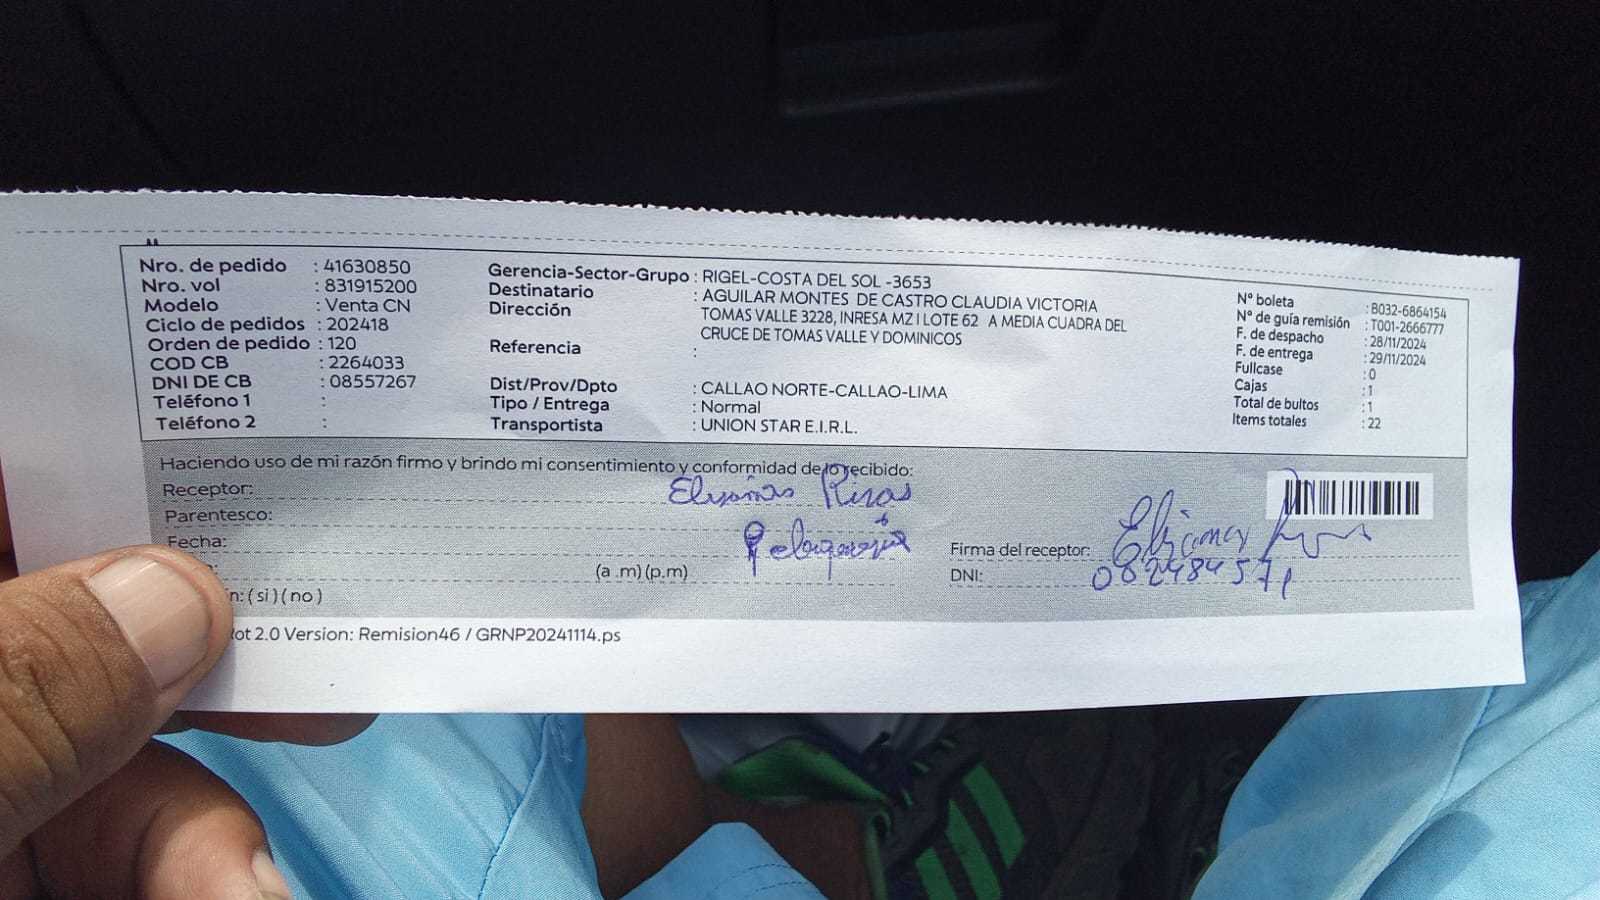 Nro. de pedido : 41630850
Nro. vol : 831915200
Modelo : Venta CN
Ciclo de pedidos : 202418
Orden de pedido : 120
COD CB : 2264033
DNI DE CB : 08557267
Teléfono 1 :
Teléfono 2 :
Gerencia-Sector-Grupo : RIGEL-COSTA DEL SOL -3653
Destinatario : AGUILAR MONTES DE CASTRO CLAUDIA VICTORIA
Dirección TOMAS VALLE 3228, INRESA MZ I LOTE 62 A MEDIA CUADRA DEL
CRUCE DE TOMAS VALLE Y DOMINICOS
Referencia :
Dist/Prov/Dpto : CALLAO NORTE-CALLAO-LIMA
Tipo / Entrega : Normal
Transportista : UNION STAR E.I.R.L.
N° boleta : B032-6864154
N° de guía remisión : T001-2666777
F. de despacho : 28/11/2024
F. de entrega : 29/11/2024
Fullcase : 0
Cajas : 1
Total de bultos : 1
Items totales : 22
Haciendo uso de mi razón firmo y brindo mi consentimiento y conformidad de lo recibido:
Receptor:
Parentesco:
Fecha:
(a .m) (p.m)
n: ( si ) ( no )
Firma del receptor:
DNI:
ot 2.0 Version: Remision46 / GRNP20241114.ps